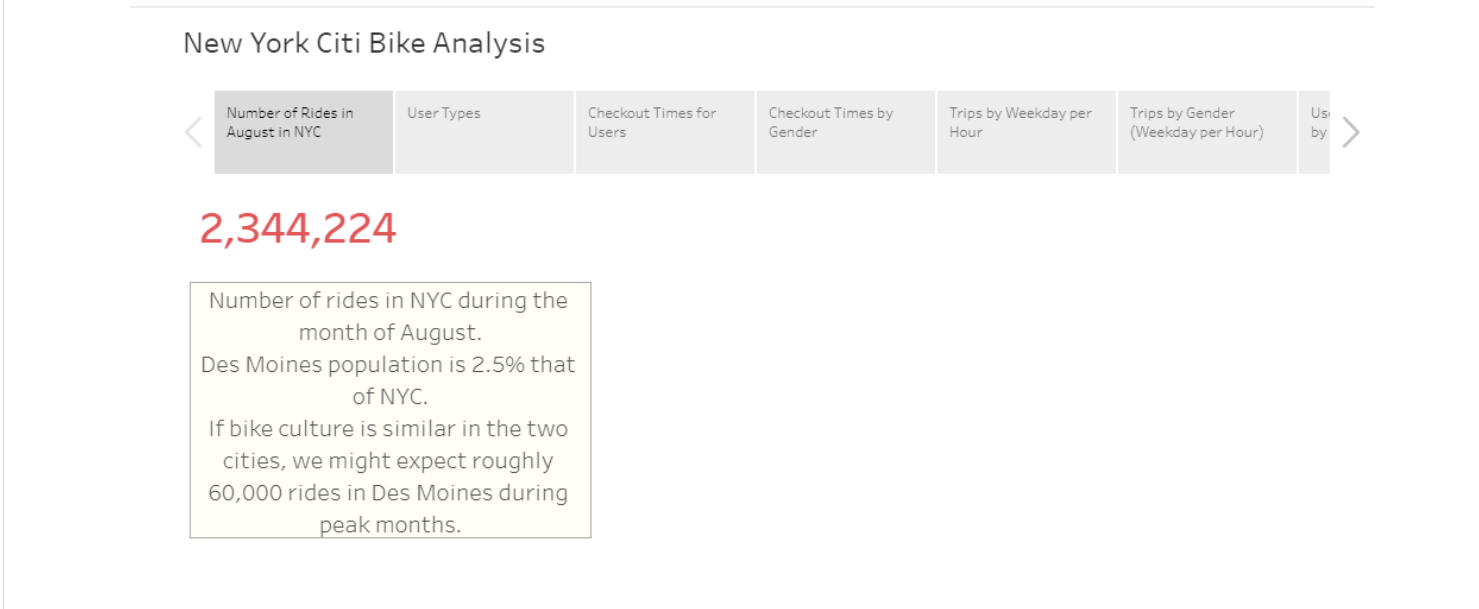 New York Citi Bike Analysis
Number of Rides in
August in NYC
User Types
Checkout Times for
Users
Checkout Times by
Gender
Trips by Weekday per
Hour
Trips by Gender
(Weekday per Hour)
by
2,344,224
Number of rides in NYC during the
month of August.
Des Moines population is 2.5% that
of NYC.
If bike culture is similar in the two
cities, we might expect roughly
60,000 rides in Des Moines during
peak months.